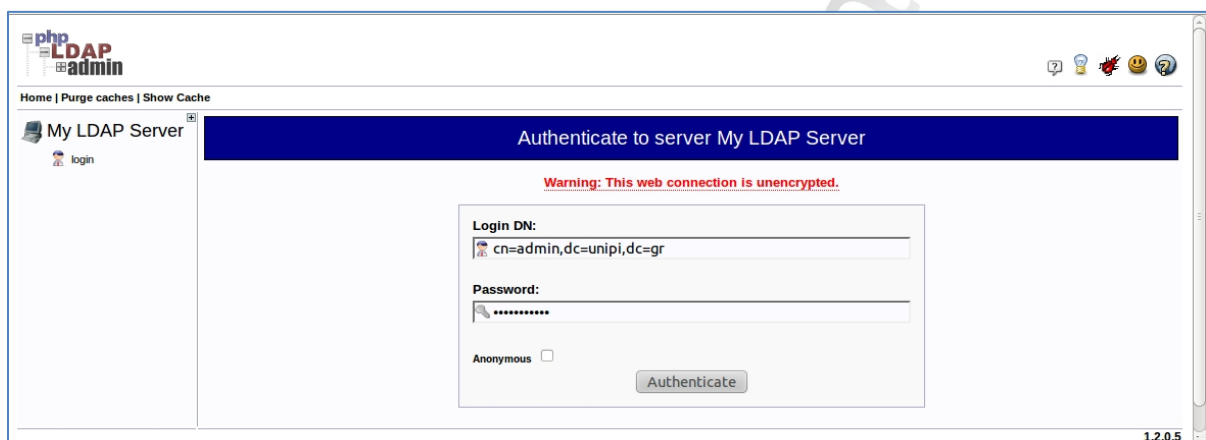 php
LDAP
admin
Home | Purge caches | Show Cache
My LDAP Server
login
Authenticate to server My LDAP Server
Warning: This web connection is unencrypted.
Login DN:
cn=admin,dc=unipi,dc=gr
Password:
•••••••••••
Anonymous
Authenticate
1.2.0.5